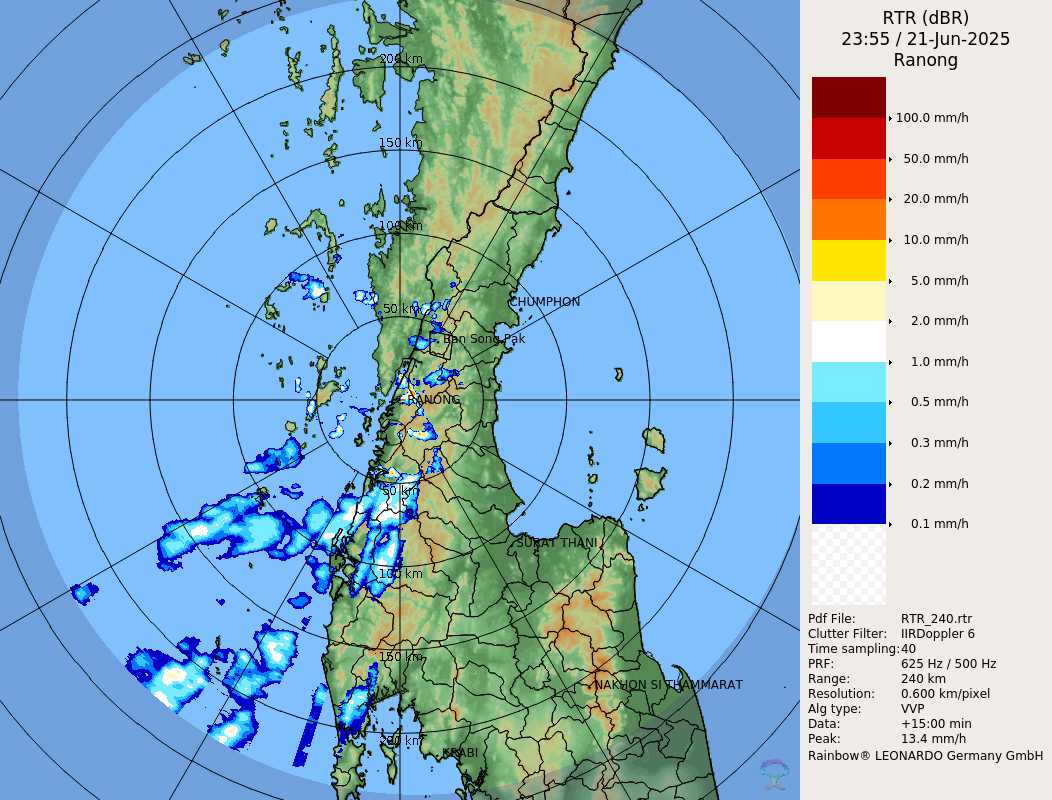 RTR (dBR)
23:55 / 21-Jun-2025
Ranong
100.0 mm/h
50.0 mm/h
20.0 mm/h
10.0 mm/h
5.0 mm/h
2.0 mm/h
1.0 mm/h
0.5 mm/h
0.3 mm/h
0.2 mm/h
0.1 mm/h
Pdf File: RTR_240.rtr
Clutter Filter: IIRDoppler 6
Time sampling:40
PRF: 625 Hz / 500 Hz
Range: 240 km
Resolution: 0.600 km/pixel
Alg type: VVP
Data: +15:00 min
Peak: 13.4 mm/h
Rainbow® LEONARDO Germany GmbH
200 km
150 km
100 km
CHUMPHON
50 km
Ban Song Pak
RANONG
50 km
SURAT THANI
100 km
150 km
NAKHON SI THAMMARAT
200 km
KRABI